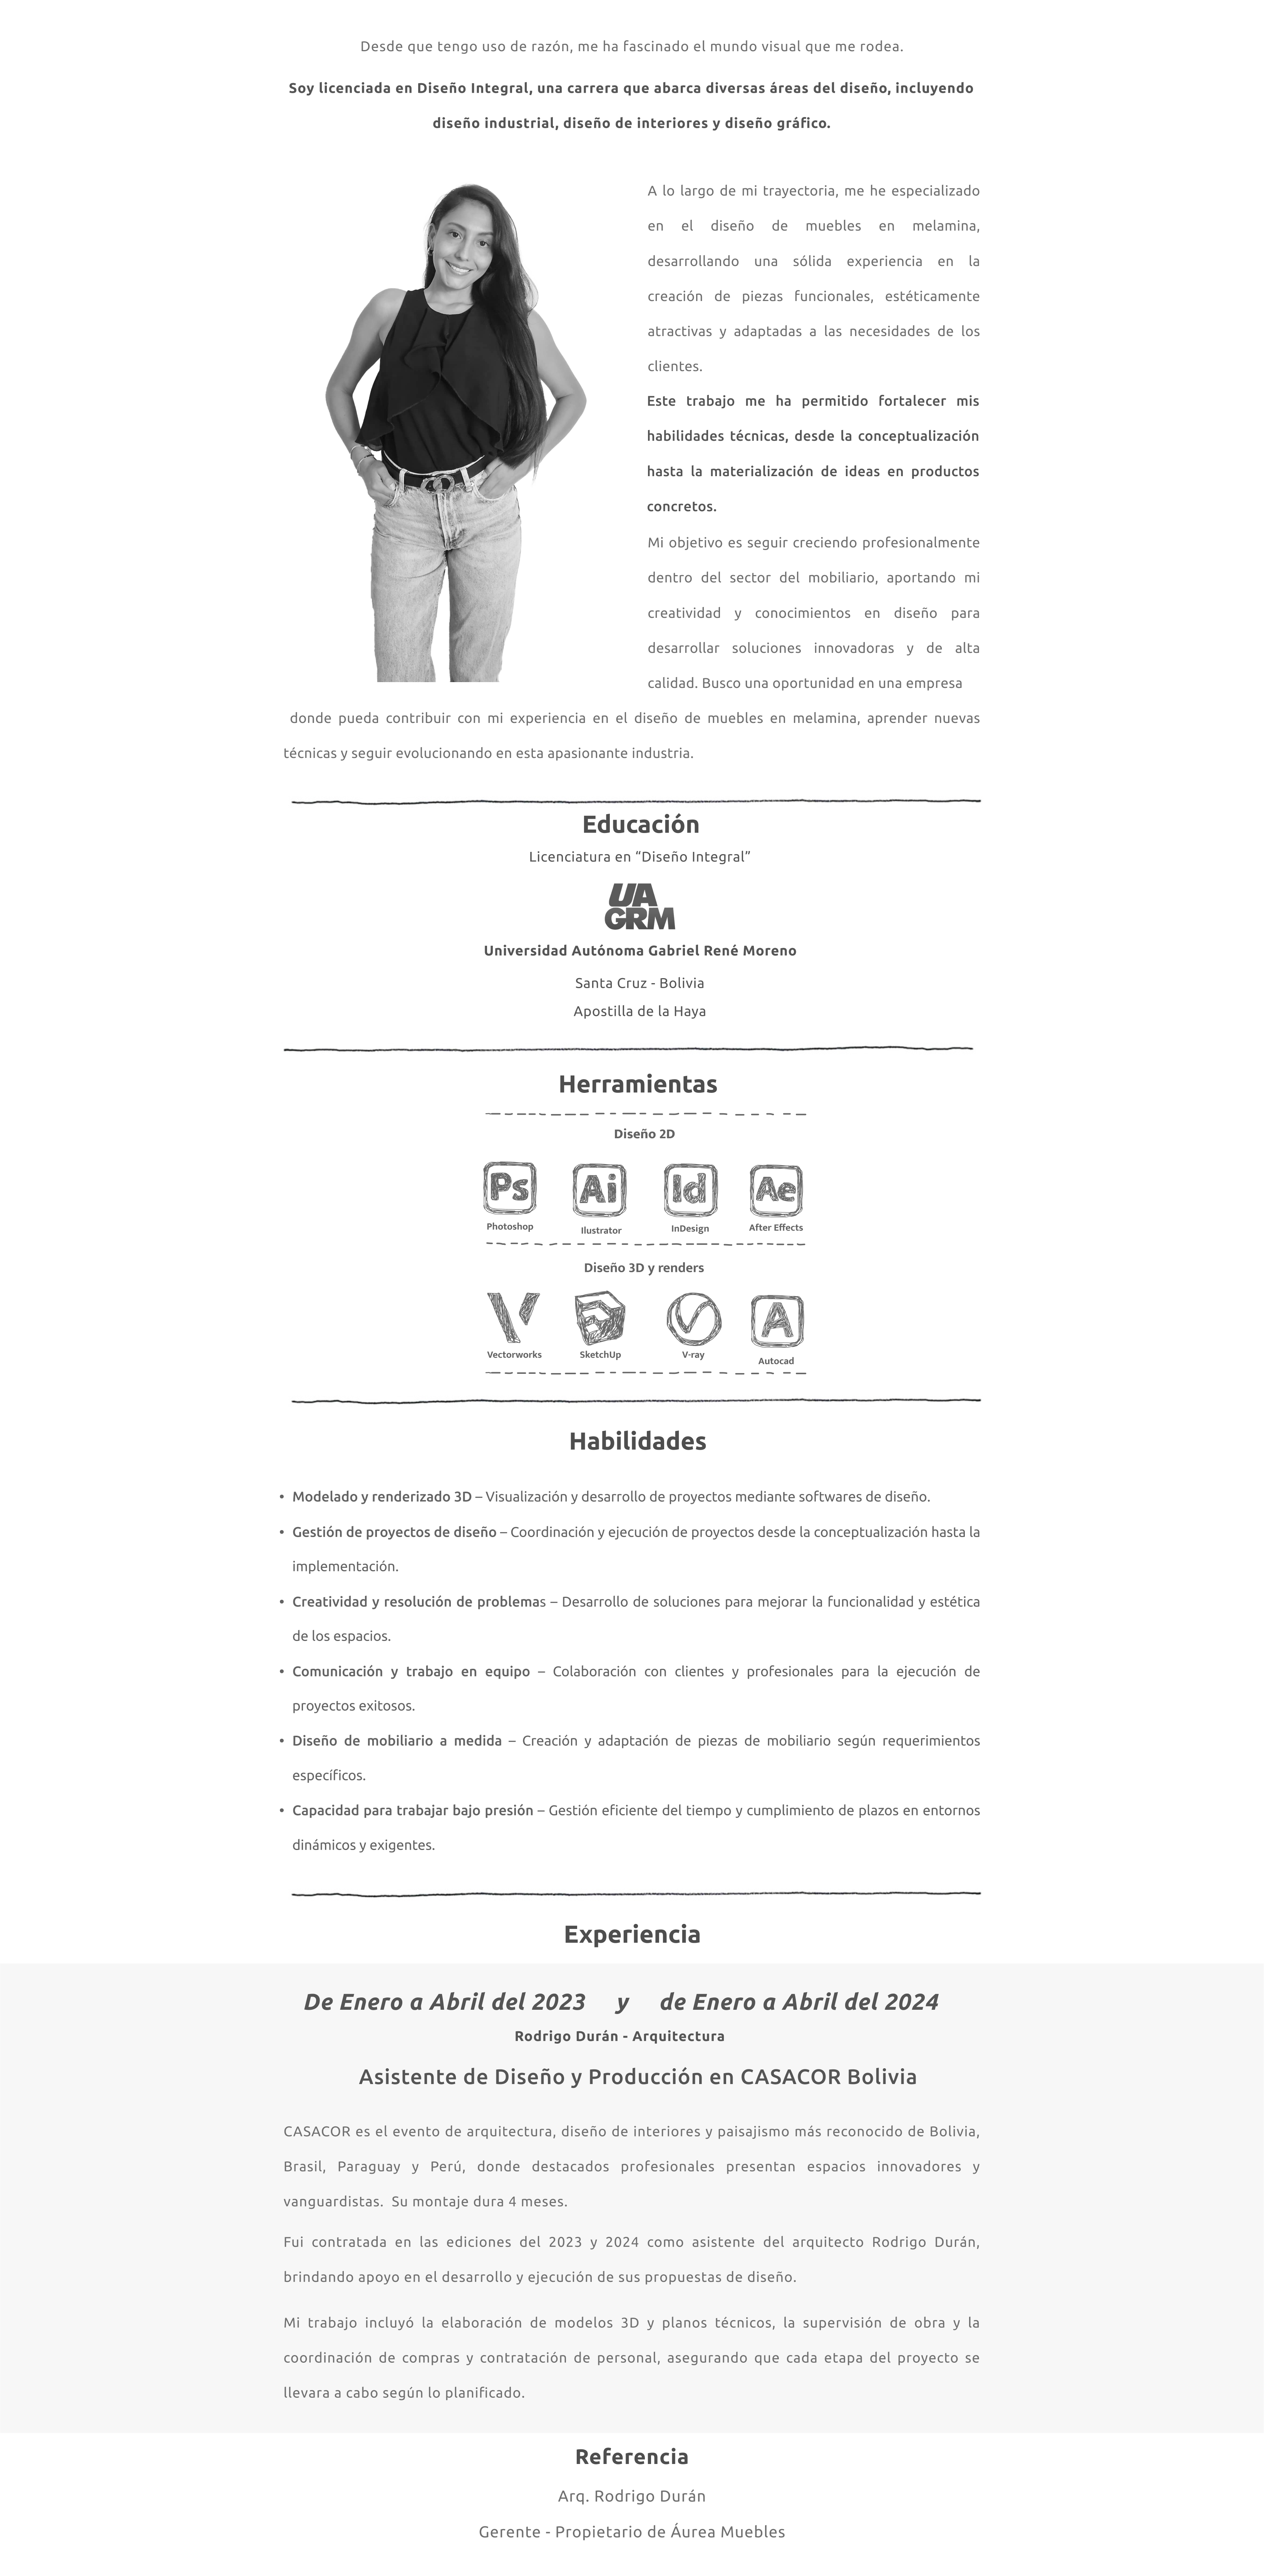 Desde que tengo uso de razón, me ha fascinado el mundo visual que me rodea.
Soy licenciada en Diseño Integral, una carrera que abarca diversas áreas del diseño, incluyendo
diseño industrial, diseño de interiores y diseño gráfico.
A lo largo de mi trayectoria, me he especializado
en el diseño de muebles en melamina,
desarrollando una sólida experiencia en la
creación de piezas funcionales, estéticamente
atractivas y adaptadas a las necesidades de los
clientes.
Este trabajo me ha permitido fortalecer mis
habilidades técnicas, desde la conceptualización
hasta la materialización de ideas en productos
concretos.
Mi objetivo es seguir creciendo profesionalmente
dentro del sector del mobiliario, aportando mi
creatividad y conocimientos en diseño para
desarrollar soluciones innovadoras y de alta
calidad. Busco una oportunidad en una empresa
donde pueda contribuir con mi experiencia en el diseño de muebles en melamina, aprender nuevas
técnicas y seguir evolucionando en esta apasionante industria.
Educación
Licenciatura en “Diseño Integral”
UA
GRM
Universidad Autónoma Gabriel René Moreno
Santa Cruz - Bolivia
Apostilla de la Haya
Herramientas
Diseño 2D
Ps Ai Id Ae
Photoshop Ilustrator InDesign After Effects
Diseño 3D y renders
Vectorworks SketchUp V-ray Autocad
Habilidades
• Modelado y renderizado 3D – Visualización y desarrollo de proyectos mediante softwares de diseño.
• Gestión de proyectos de diseño – Coordinación y ejecución de proyectos desde la conceptualización hasta la
implementación.
• Creatividad y resolución de problemas – Desarrollo de soluciones para mejorar la funcionalidad y estética
de los espacios.
• Comunicación y trabajo en equipo – Colaboración con clientes y profesionales para la ejecución de
proyectos exitosos.
• Diseño de mobiliario a medida – Creación y adaptación de piezas de mobiliario según requerimientos
específicos.
• Capacidad para trabajar bajo presión – Gestión eficiente del tiempo y cumplimiento de plazos en entornos
dinámicos y exigentes.
Experiencia
De Enero a Abril del 2023 y de Enero a Abril del 2024
Rodrigo Durán - Arquitectura
Asistente de Diseño y Producción en CASACOR Bolivia
CASACOR es el evento de arquitectura, diseño de interiores y paisajismo más reconocido de Bolivia,
Brasil, Paraguay y Perú, donde destacados profesionales presentan espacios innovadores y
vanguardistas. Su montaje dura 4 meses.
Fui contratada en las ediciones del 2023 y 2024 como asistente del arquitecto Rodrigo Durán,
brindando apoyo en el desarrollo y ejecución de sus propuestas de diseño.
Mi trabajo incluyó la elaboración de modelos 3D y planos técnicos, la supervisión de obra y la
coordinación de compras y contratación de personal, asegurando que cada etapa del proyecto se
llevara a cabo según lo planificado.
Referencia
Arq. Rodrigo Durán
Gerente - Propietario de Áurea Muebles